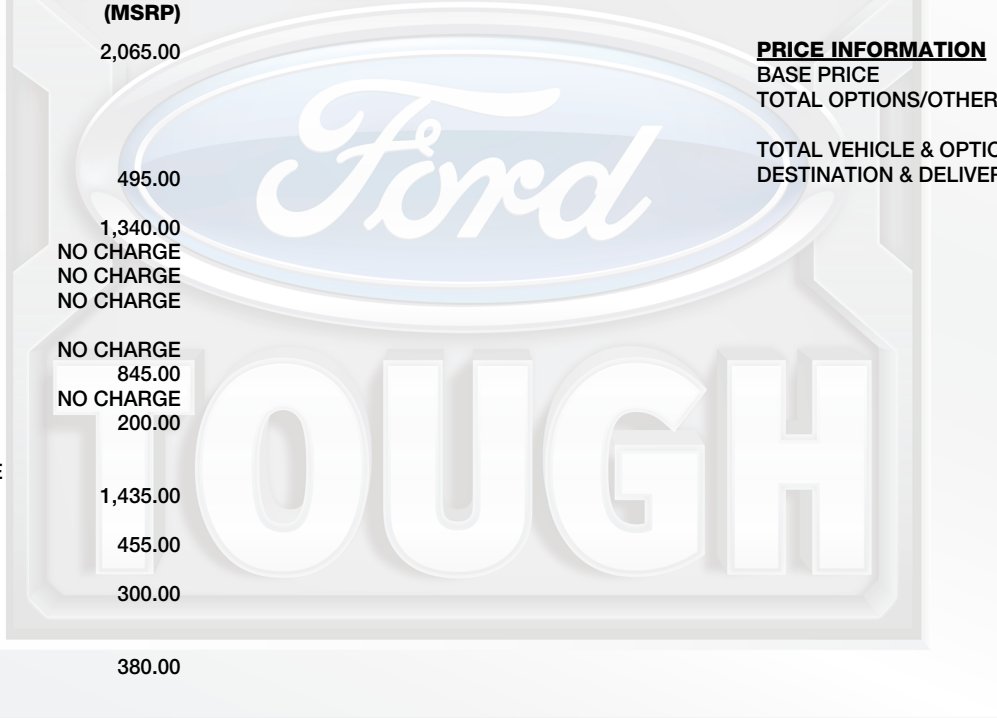 (MSRP)
2,065.00
495.00
1,340.00
NO CHARGE
NO CHARGE
NO CHARGE
NO CHARGE
845.00
NO CHARGE
200.00
E
1,435.00
455.00
300.00
380.00
PRICE INFORMATION
BASE PRICE
TOTAL OPTIONS/OTHER
TOTAL VEHICLE & OPTIO
DESTINATION & DELIVER
Ford
TOUGH